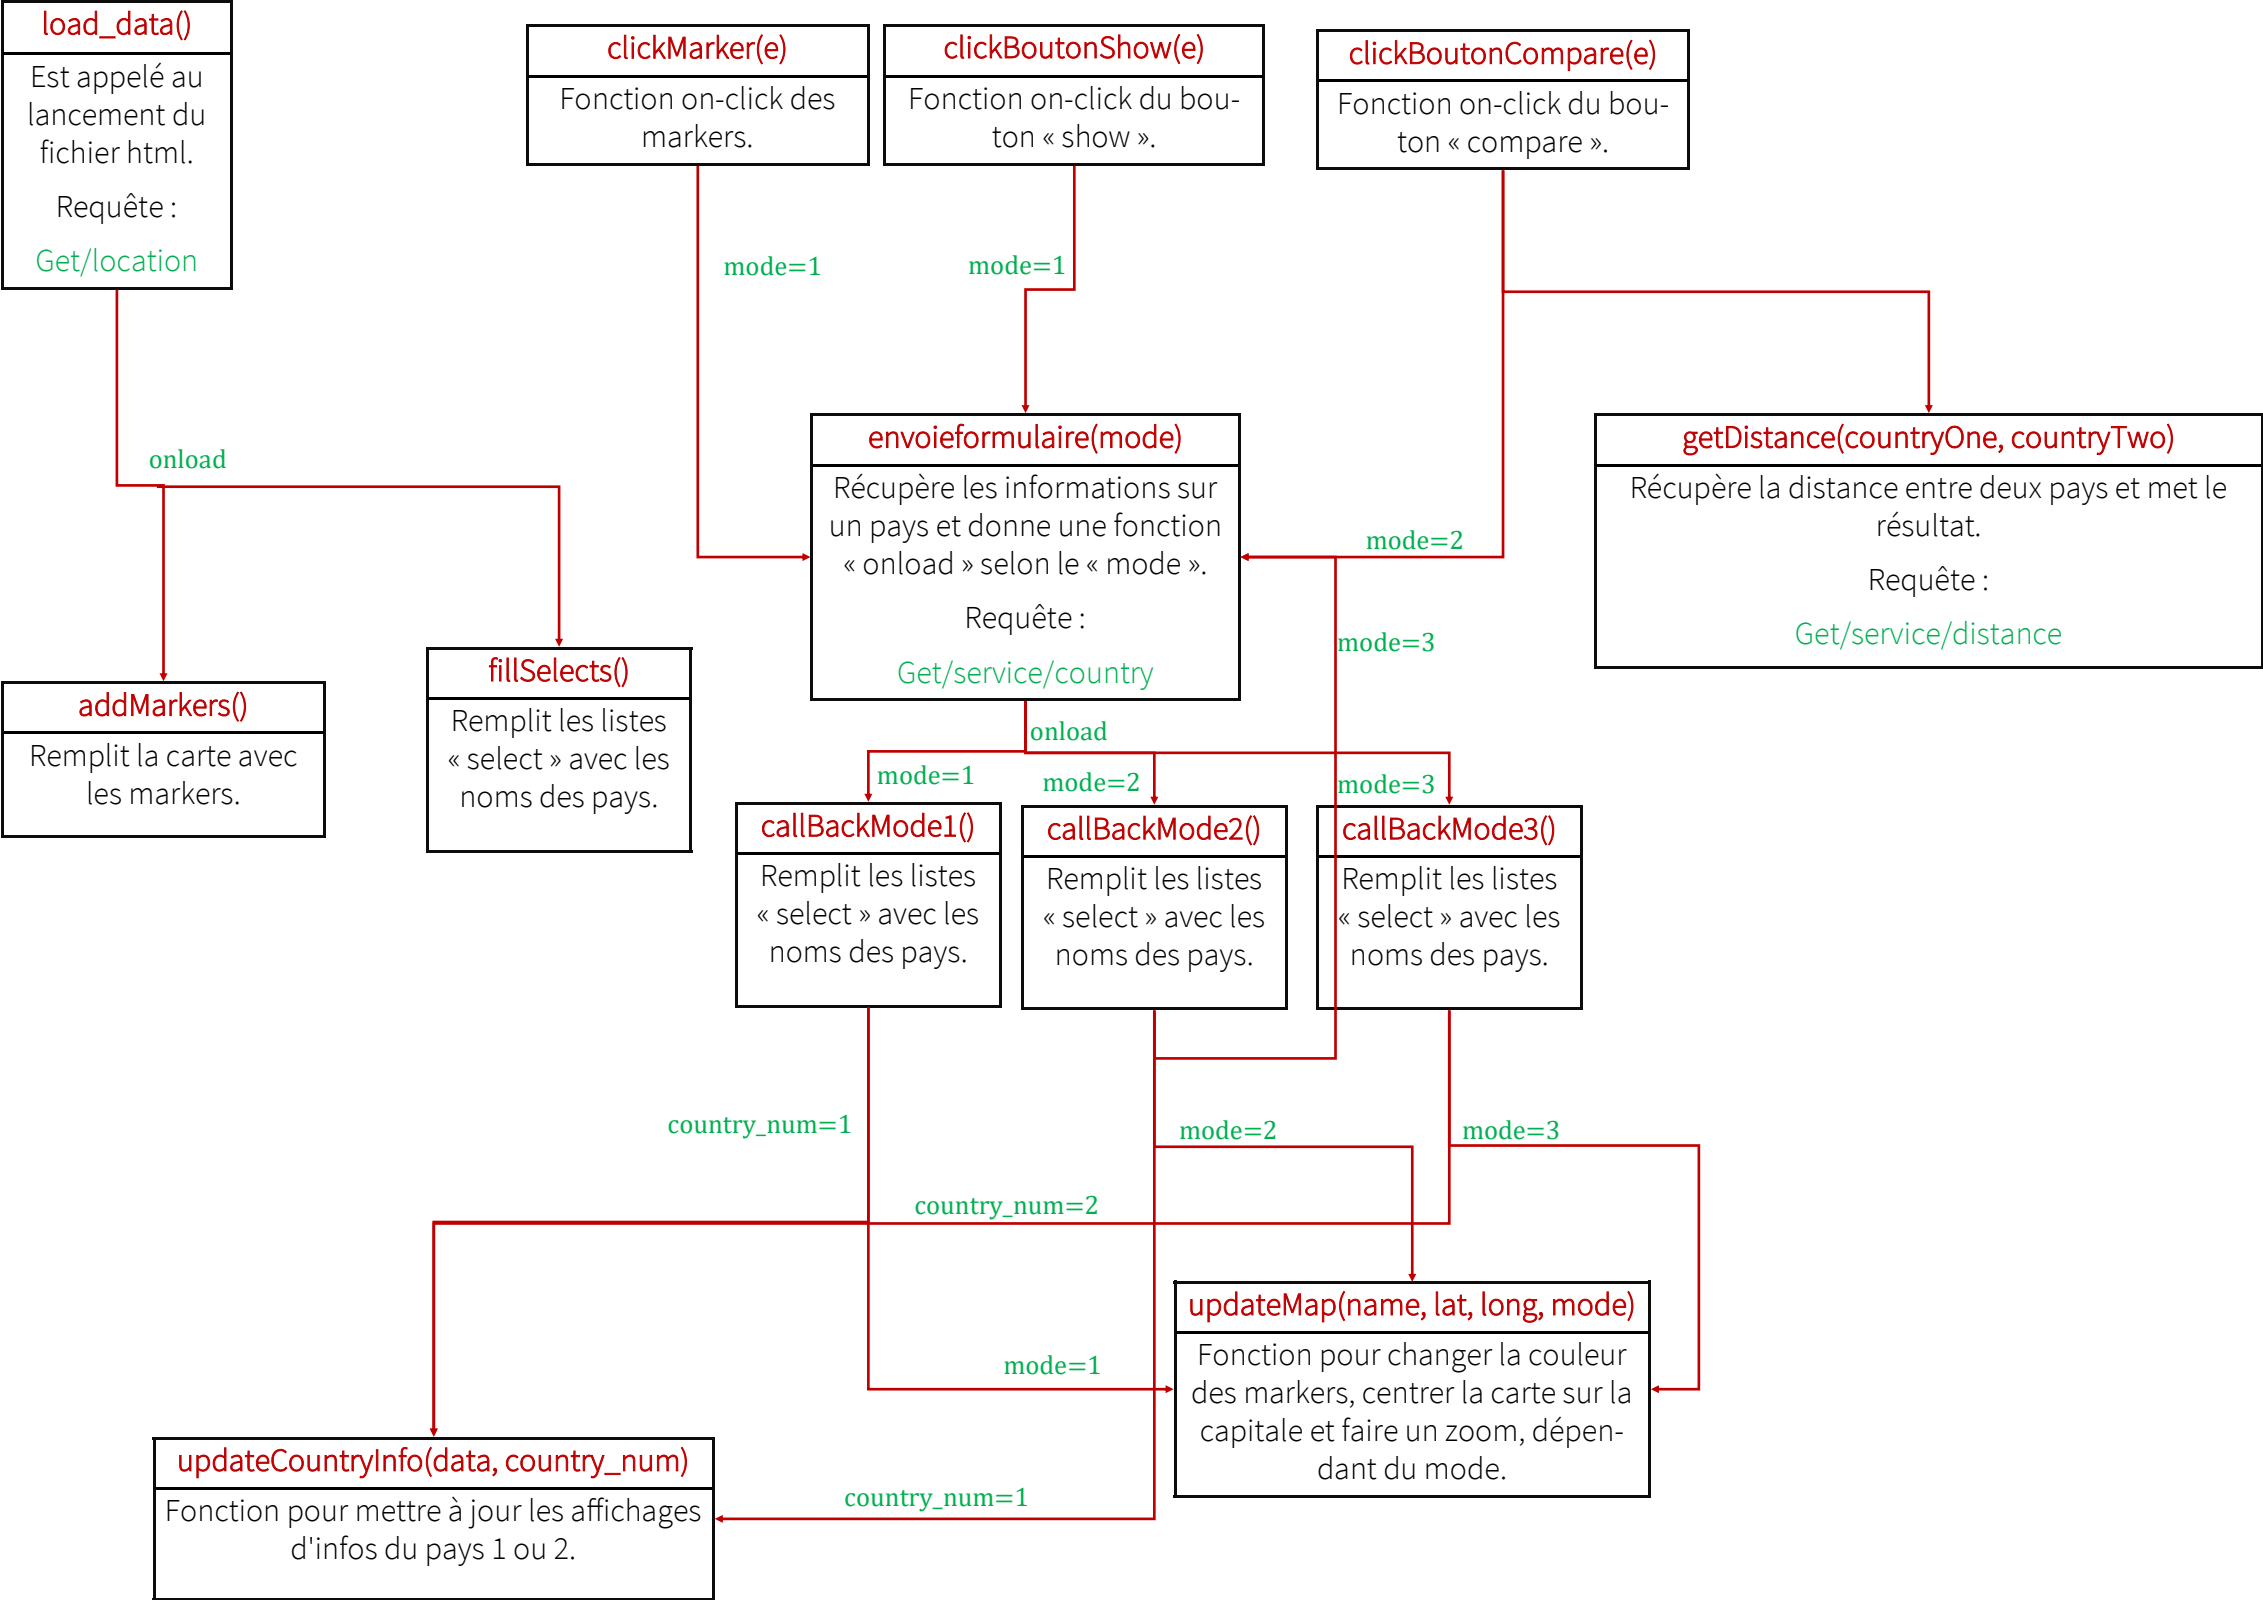 load_data()
Est appelé au
lancement du
fichier html.
Requête :
Get/location
clickMarker(e)
Fonction on-click des
markers.
clickBoutonShow(e)
Fonction on-click du bou-
ton « show ».
clickBoutonCompare(e)
Fonction on-click du bou-
ton « compare ».
mode=1
mode=1
onload
envoieformulaire(mode)
Récupère les informations sur
un pays et donne une fonction
« onload » selon le « mode ».
Requête :
Get/service/country
mode=2
mode=3
getDistance(countryOne, countryTwo)
Récupère la distance entre deux pays et met le
résultat.
Requête :
Get/service/distance
addMarkers()
Remplit la carte avec
les markers.
fillSelects()
Remplit les listes
« select » avec les
noms des pays.
onload
mode=1
mode=2
mode=3
callBackMode1()
Remplit les listes
« select » avec les
noms des pays.
callBackMode2()
Remplit les listes
« select » avec les
noms des pays.
callBackMode3()
Remplit les listes
« select » avec les
noms des pays.
country_num=1
mode=2
mode=3
country_num=2
mode=1
updateMap(name, lat, long, mode)
Fonction pour changer la couleur
des markers, centrer la carte sur la
capitale et faire un zoom, dépen-
dant du mode.
country_num=1
updateCountryInfo(data, country_num)
Fonction pour mettre à jour les affichages
d'infos du pays 1 ou 2.